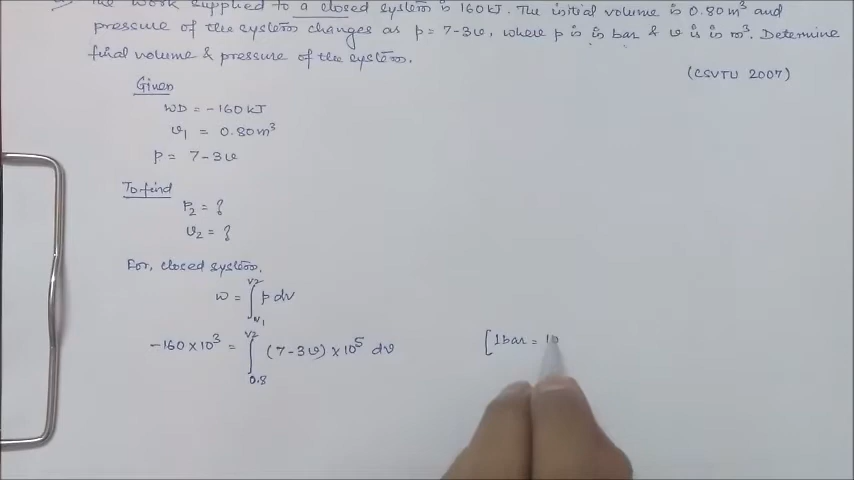 The work supplied to a closed system is 160 KJ. The initial volume is 0.80 m³ and
pressure of the system changes as p = 7-3v, where p is in bar & v is in m³. Determine
final volume & pressure of the system.
(CSVTU 2007)
Given
WD = -160 KJ
v₁ = 0.80 m³
p = 7-3v
To find
P₂ = ?
v₂ = ?
For, closed system,
w = ∫_{v₁}^{v₂} p dv
-160 × 10³ = ∫_{0.8}^{v₂} (7-3v) × 10⁵ dv [1 bar = 10